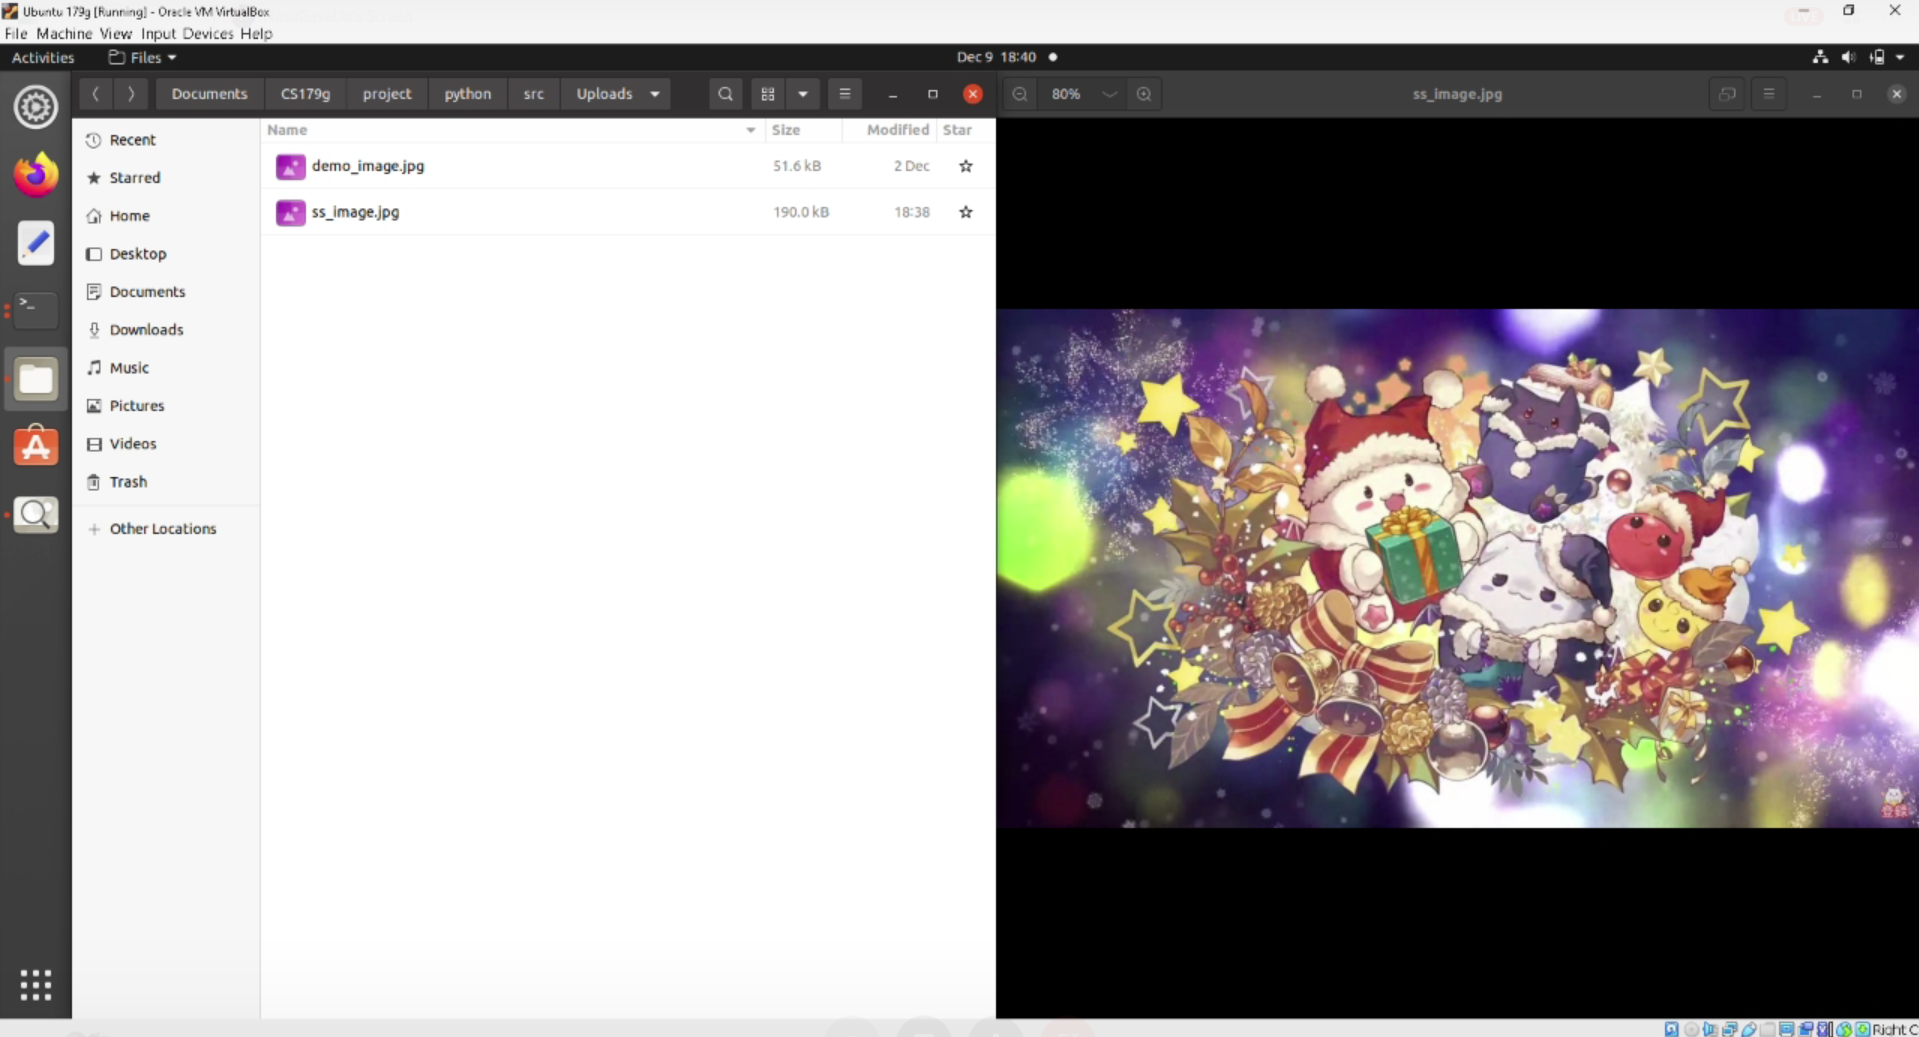 Ubuntu 179g [Running] - Oracle VM VirtualBox
File Machine View Input Devices Help
Activities Files Dec 9 18:40
Documents CS179g project python src Uploads
80% ss_image.jpg
Name Size Modified Star
demo_image.jpg 51.6 kB 2 Dec
ss_image.jpg 190.0 kB 18:38
Recent
Starred
Home
Desktop
Documents
Downloads
Music
Pictures
Videos
Trash
Other Locations
Right C